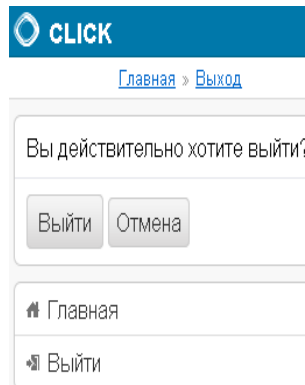 CLICK
Главная » Выход
Вы действительно хотите выйти?
Выйти Отмена
Главная
Выйти